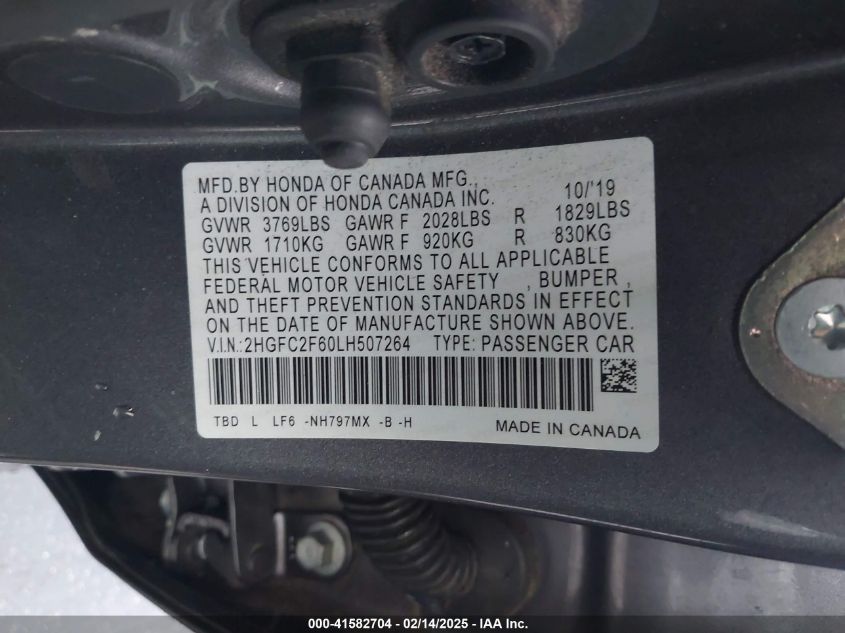 MFD.BY HONDA OF CANADA MFG.,
A DIVISION OF HONDA CANADA INC. 10/'19
GVWR 3769LBS GAWR F 2028LBS R 1829LBS
GVWR 1710KG GAWR F 920KG R 830KG
THIS VEHICLE CONFORMS TO ALL APPLICABLE
FEDERAL MOTOR VEHICLE SAFETY , BUMPER ,
AND THEFT PREVENTION STANDARDS IN EFFECT
ON THE DATE OF MANUFACTURE SHOWN ABOVE.
V.I.N.:2HGFC2F60LH507264 TYPE: PASSENGER CAR
TBD L LF6 -NH797MX -B -H MADE IN CANADA
000-41582704 - 02/14/2025 - IAA Inc.